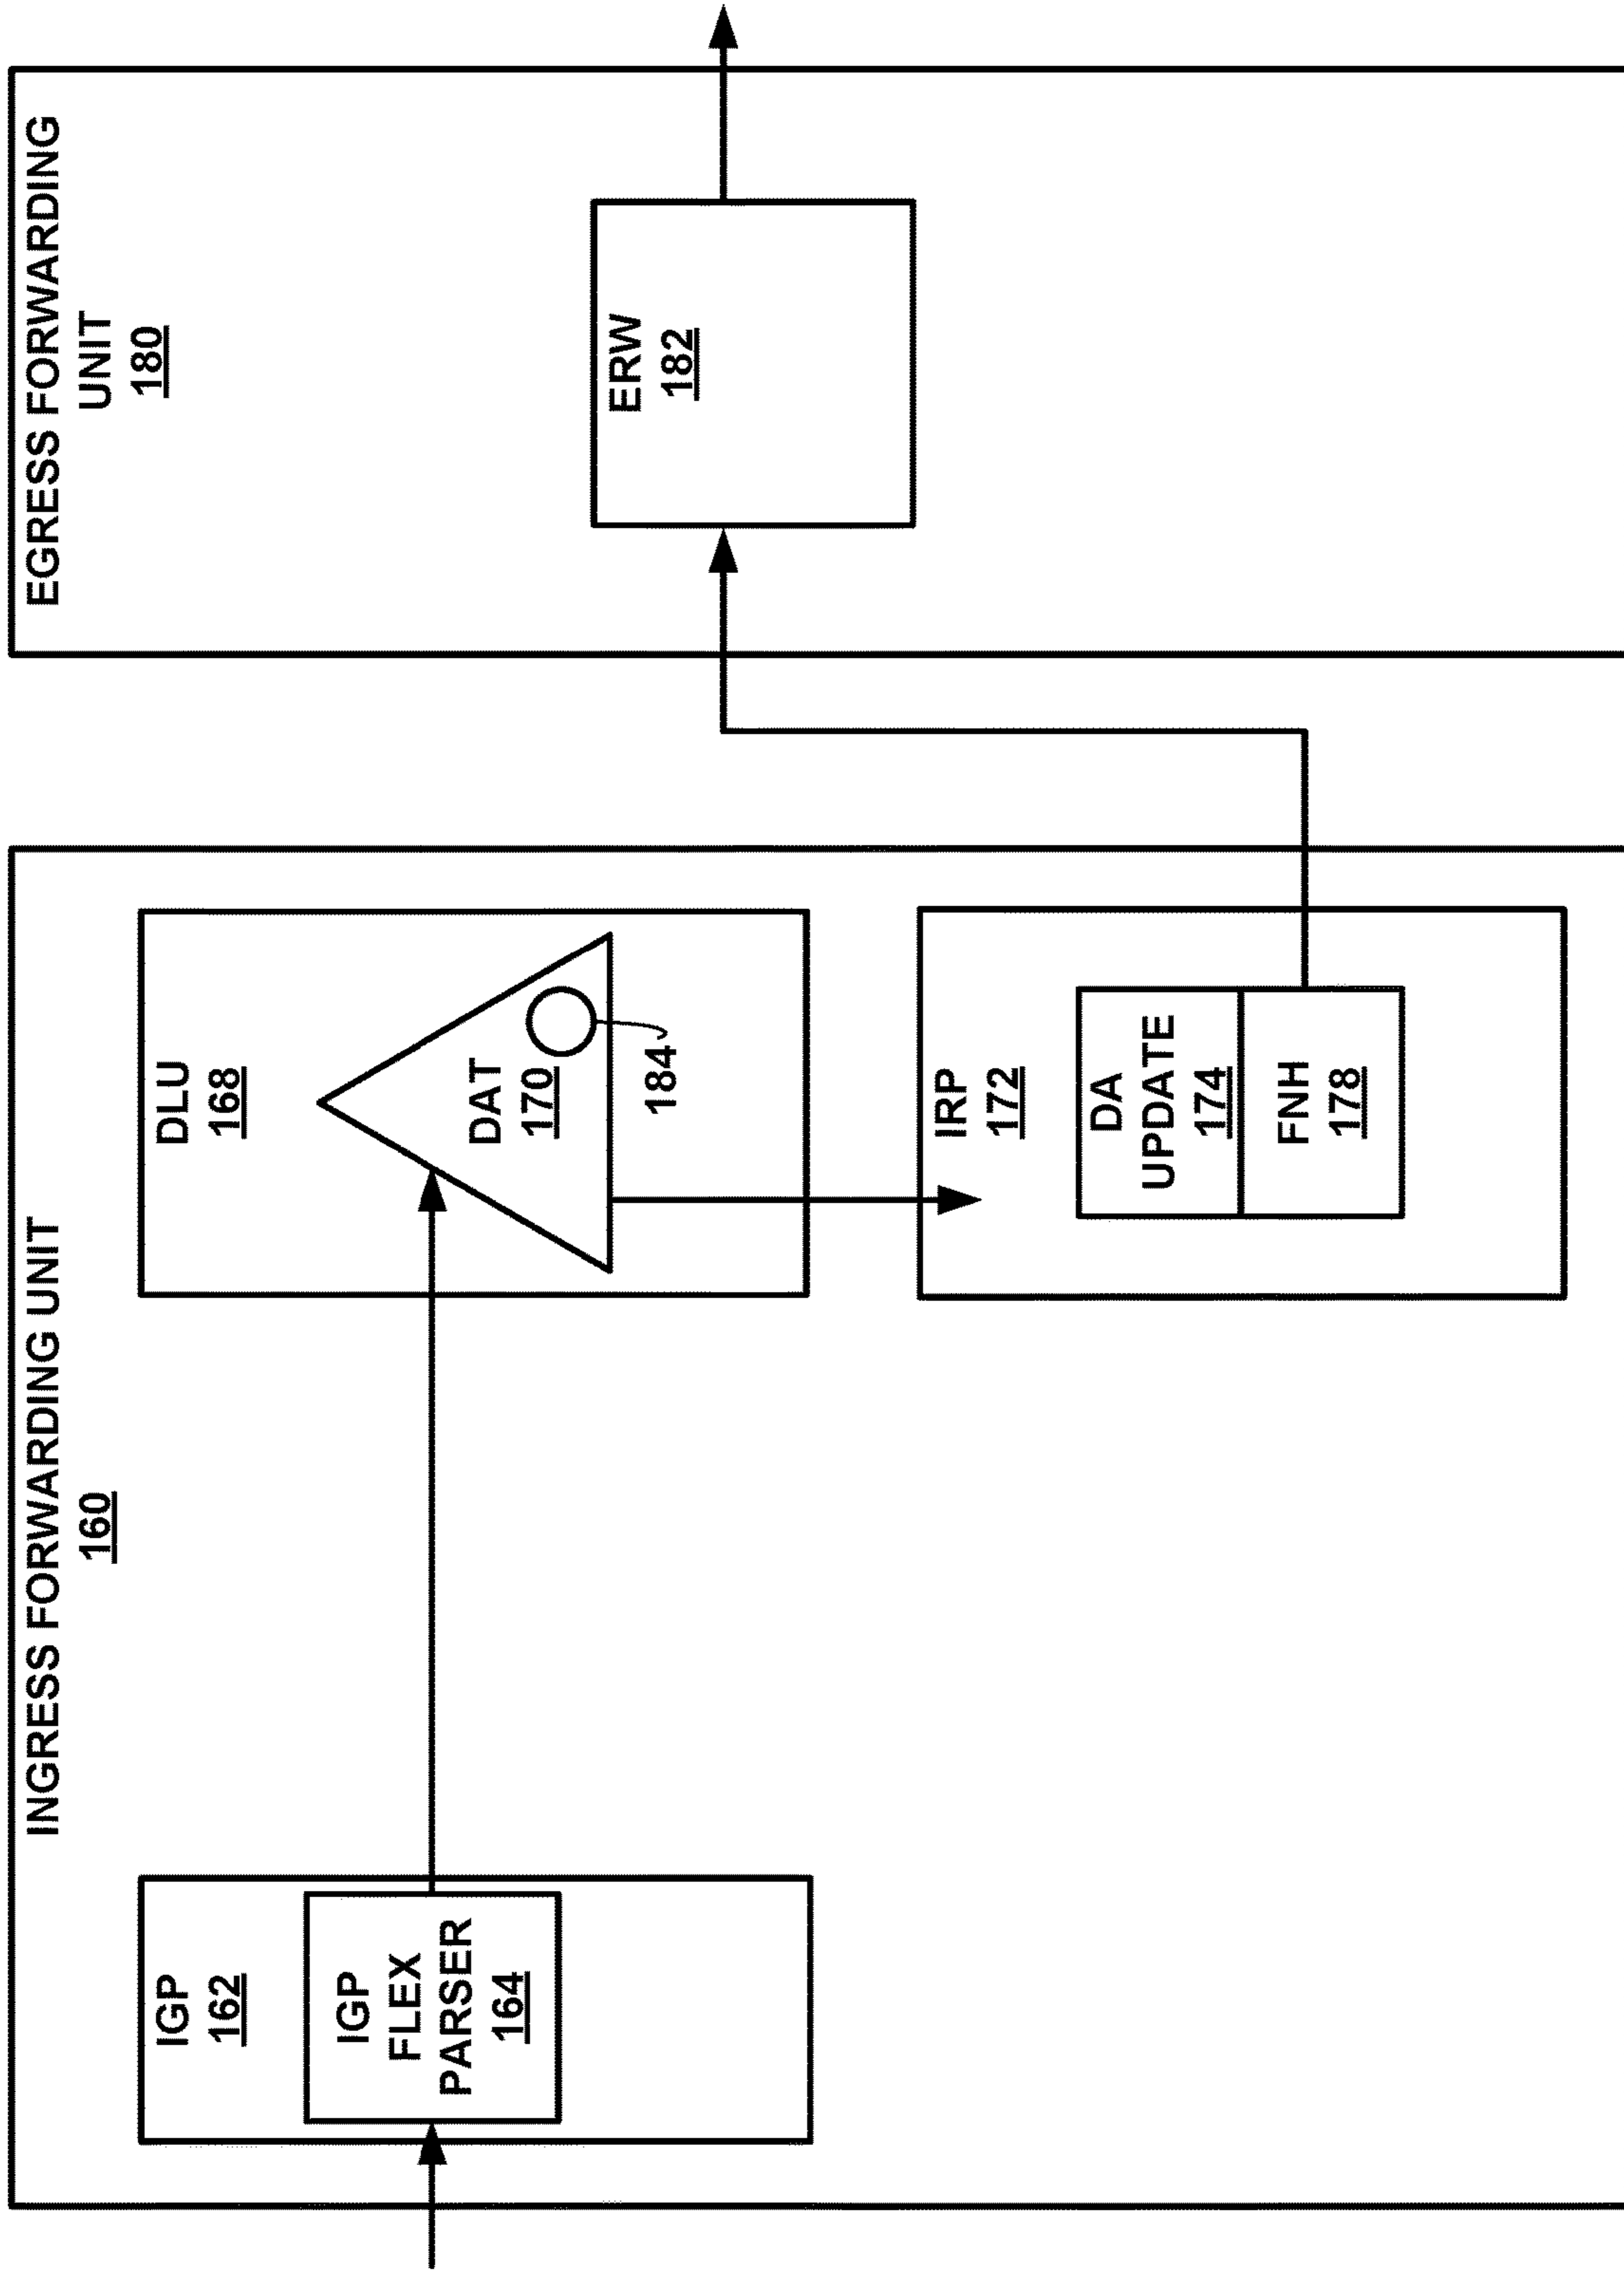 INGRESS FORWARDING UNIT
160
IGP
162
IGP
FLEX
PARSER
164
DLU
168
DAT
170
184
IRP
172
DA
UPDATE
174
FNH
178
EGRESS FORWARDING
UNIT
180
ERW
182